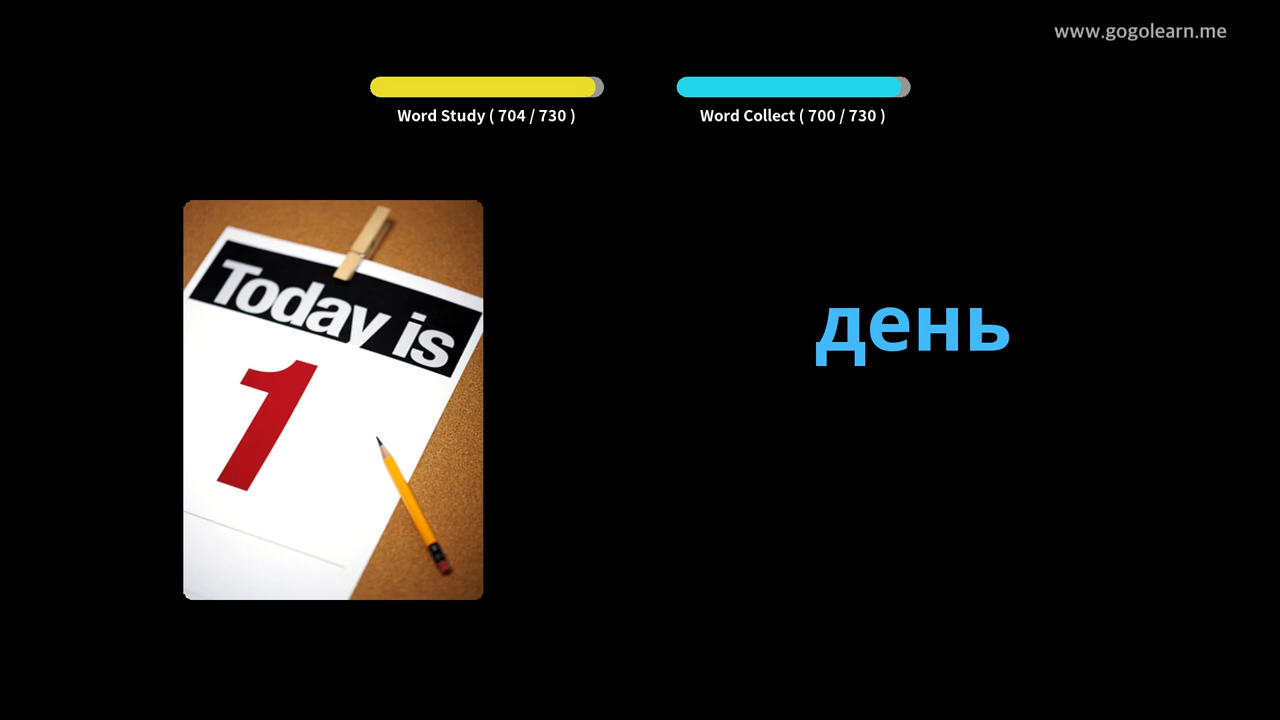 www.gogolearn.me
Word Study ( 704 / 730 )
Word Collect ( 700 / 730 )
Today is
1
день